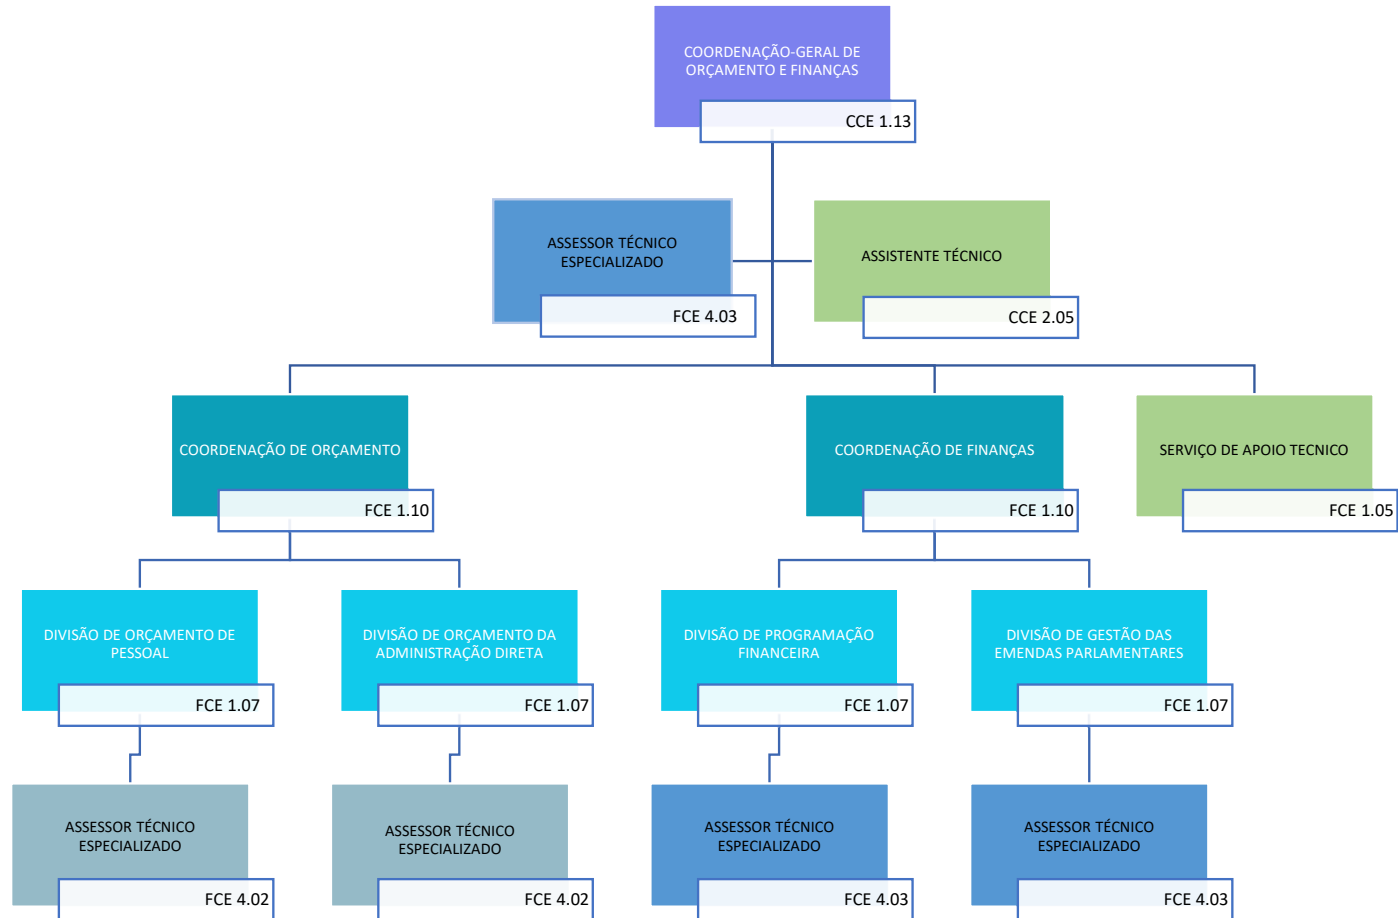 COORDENAÇÃO-GERAL DE
ORÇAMENTO E FINANÇAS
CCE 1.13
ASSESSOR TÉCNICO
ESPECIALIZADO
FCE 4.03
ASSISTENTE TÉCNICO
CCE 2.05
COORDENAÇÃO DE ORÇAMENTO
FCE 1.10
COORDENAÇÃO DE FINANÇAS
FCE 1.10
SERVIÇO DE APOIO TECNICO
FCE 1.05
DIVISÃO DE ORÇAMENTO DE
PESSOAL
FCE 1.07
DIVISÃO DE ORÇAMENTO DA
ADMINISTRAÇÃO DIRETA
FCE 1.07
DIVISÃO DE PROGRAMAÇÃO
FINANCEIRA
FCE 1.07
DIVISÃO DE GESTÃO DAS
EMENDAS PARLAMENTARES
FCE 1.07
ASSESSOR TÉCNICO
ESPECIALIZADO
FCE 4.02
ASSESSOR TÉCNICO
ESPECIALIZADO
FCE 4.02
ASSESSOR TÉCNICO
ESPECIALIZADO
FCE 4.03
ASSESSOR TÉCNICO
ESPECIALIZADO
FCE 4.03